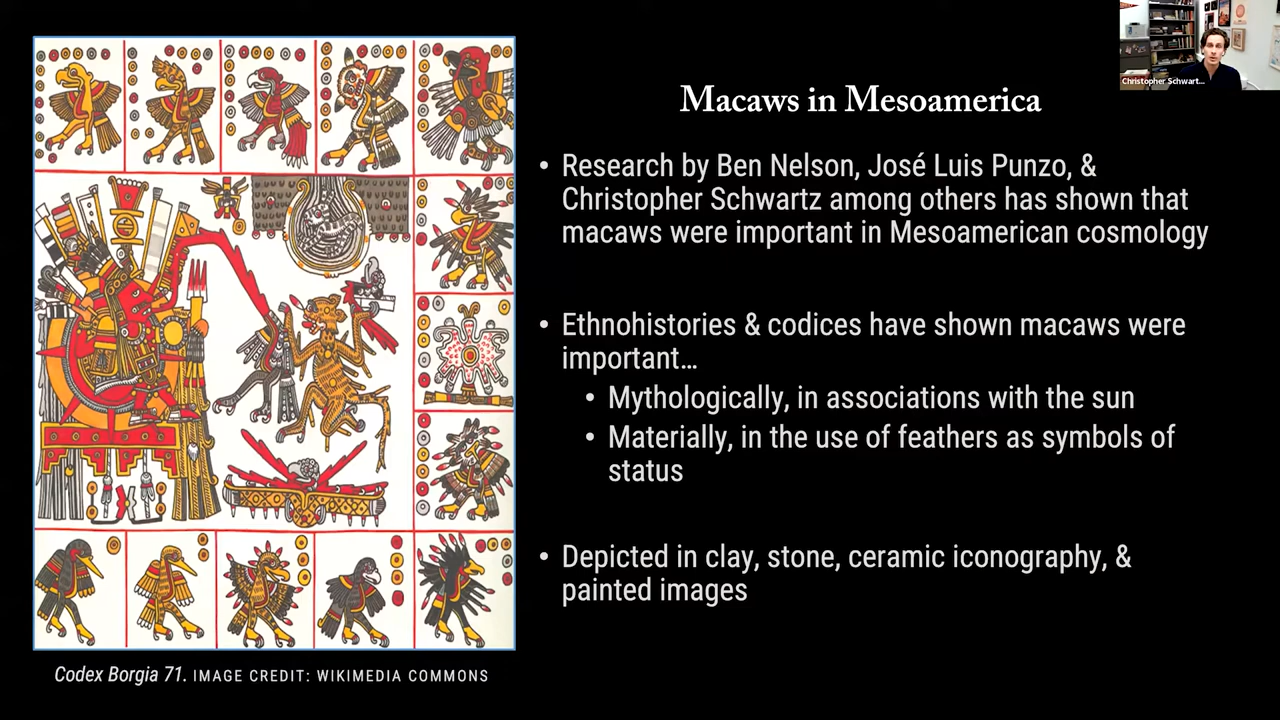 Christopher Schwart...
Macaws in Mesoamerica
• Research by Ben Nelson, José Luis Punzo, &
Christopher Schwartz among others has shown that
macaws were important in Mesoamerican cosmology
• Ethnohistories & codices have shown macaws were
important…
• Mythologically, in associations with the sun
• Materially, in the use of feathers as symbols of
status
• Depicted in clay, stone, ceramic iconography, &
painted images
Codex Borgia 71. IMAGE CREDIT: WIKIMEDIA COMMONS